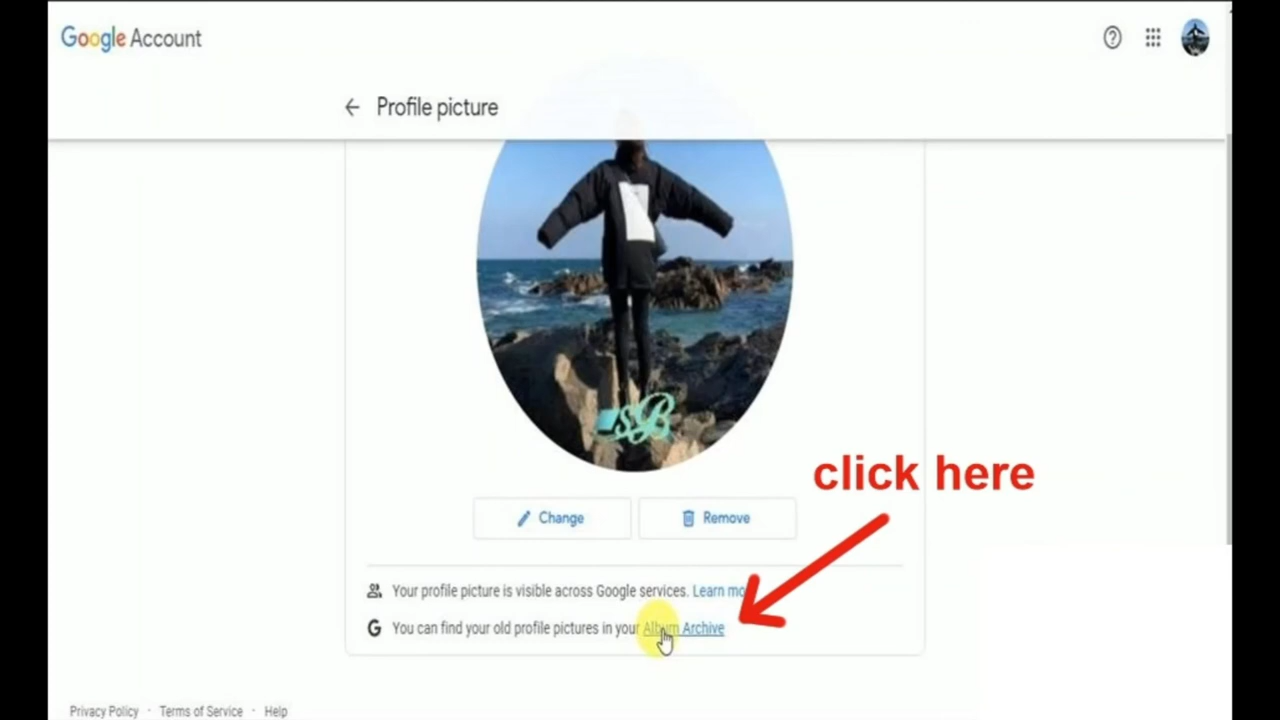 Google Account
Profile picture
sB
click here
Change
Remove
Your profile picture is visible across Google services. Learn
You can find your old profile pictures in your Album Archive
Privacy Policy · Terms of Service · Help